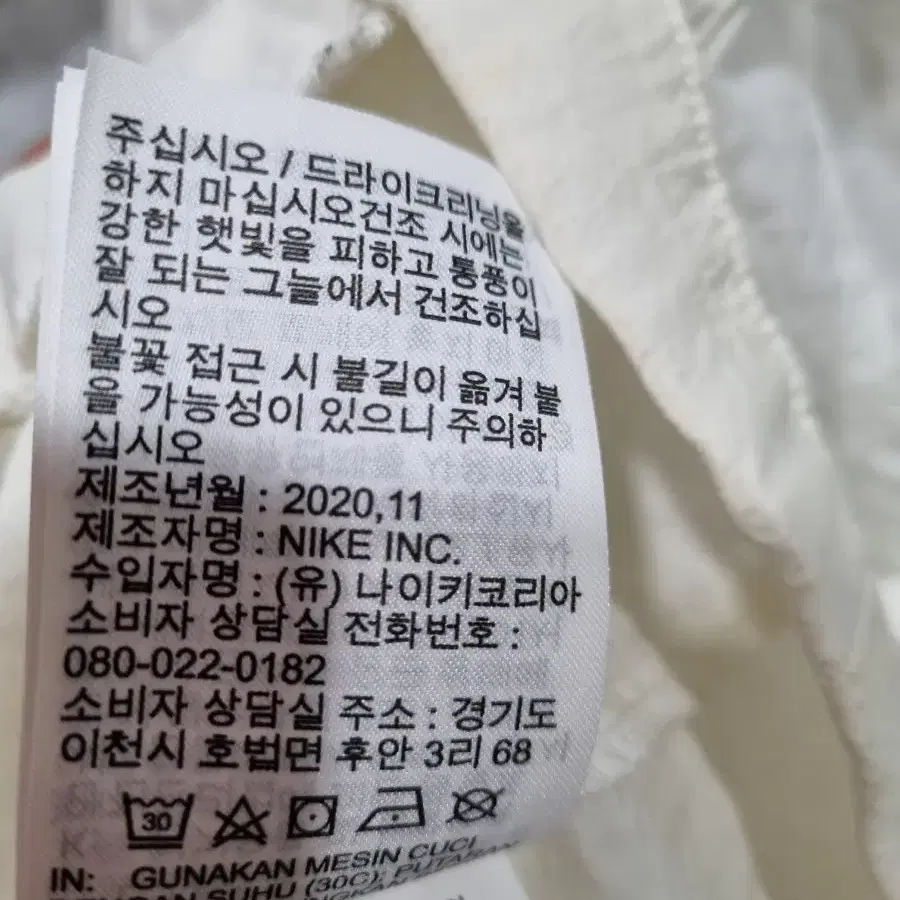 주십시오 / 드라이크리닝을
하지 마십시오건조 시에는
강한 햇빛을 피하고 통풍이
잘 되는 그늘에서 건조하십
시오
불꽃 접근 시 불길이 옮겨 붙
을 가능성이 있으니 주의하
십시오
제조년월 : 2020,11
제조자명 : NIKE INC.
수입자명 : (유) 나이키코리아
소비자 상담실 전화번호 :
080-022-0182
소비자 상담실 주소 : 경기도
이천시 호법면 후안 3리 68
30
IN: GUNAKAN MESIN CUCI
DENGAN SUHU (30C); PUTARAN